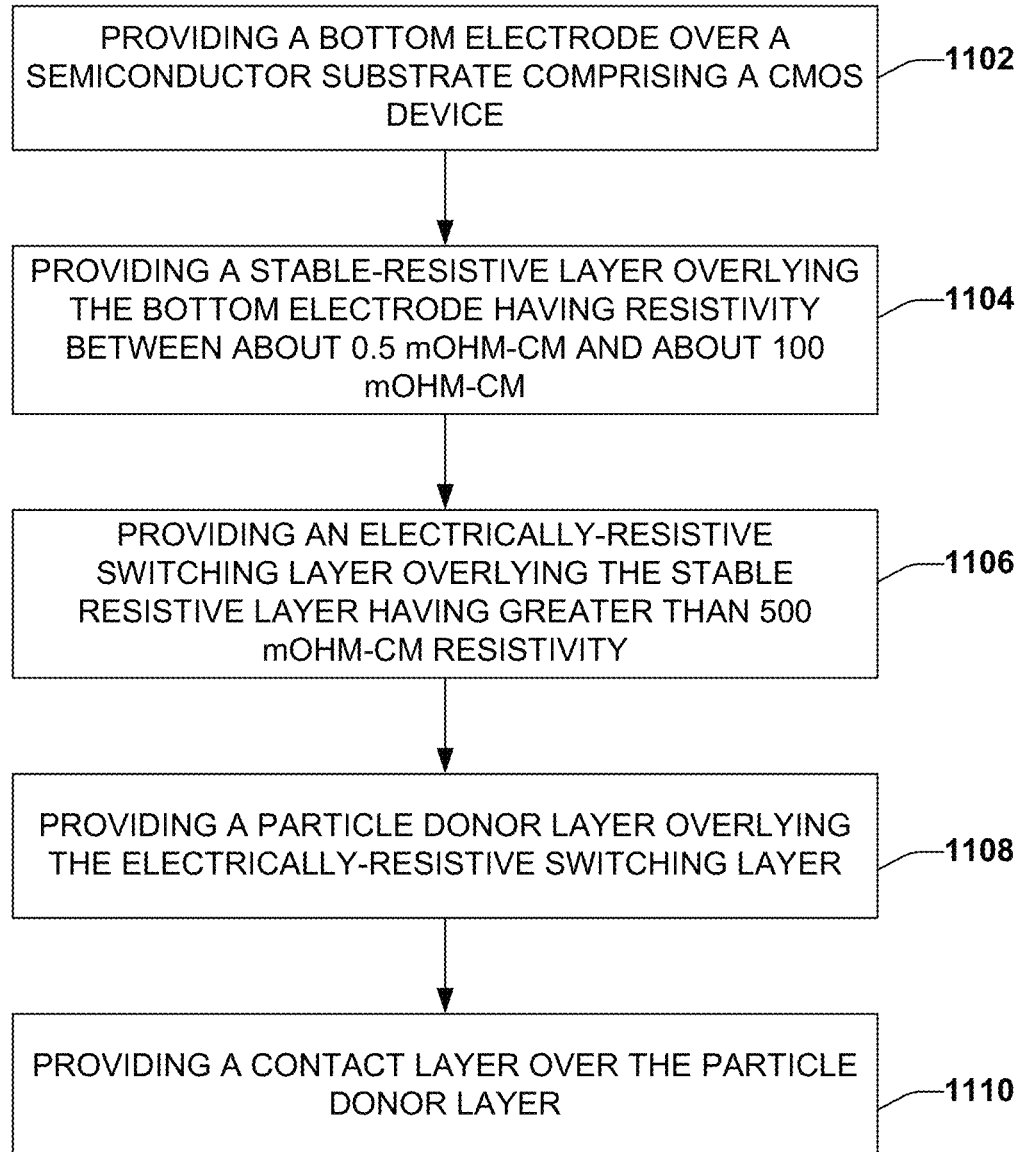 PROVIDING A BOTTOM ELECTRODE OVER A
SEMICONDUCTOR SUBSTRATE COMPRISING A CMOS
DEVICE
1102
PROVIDING A STABLE-RESISTIVE LAYER OVERLYING
THE BOTTOM ELECTRODE HAVING RESISTIVITY
BETWEEN ABOUT 0.5 mOHM-CM AND ABOUT 100
mOHM-CM
1104
PROVIDING AN ELECTRICALLY-RESISTIVE
SWITCHING LAYER OVERLYING THE STABLE
RESISTIVE LAYER HAVING GREATER THAN 500
mOHM-CM RESISTIVITY
1106
PROVIDING A PARTICLE DONOR LAYER OVERLYING
THE ELECTRICALLY-RESISTIVE SWITCHING LAYER
1108
PROVIDING A CONTACT LAYER OVER THE PARTICLE
DONOR LAYER
1110